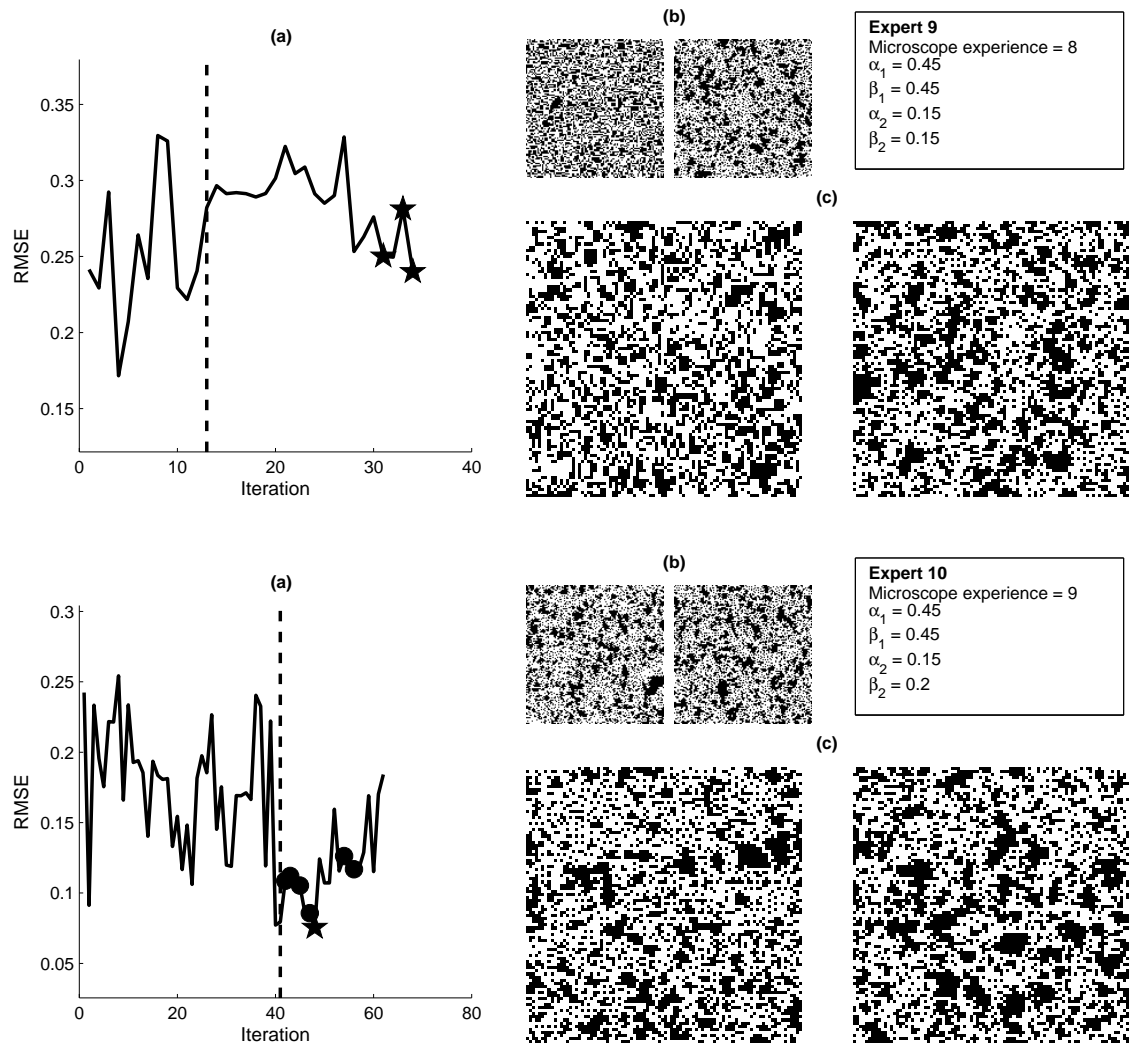 (a)
0.35
0.3
0.25
0.2
0.15
RMSE
0 10 20 30 40
Iteration
(b)
Expert 9
Microscope experience = 8
α1 = 0.45
β1 = 0.45
α2 = 0.15
β2 = 0.15
(c)
(a)
0.3
0.25
0.2
0.15
0.1
0.05
RMSE
0 20 40 60 80
Iteration
(b)
Expert 10
Microscope experience = 9
α1 = 0.45
β1 = 0.45
α2 = 0.15
β2 = 0.2
(c)